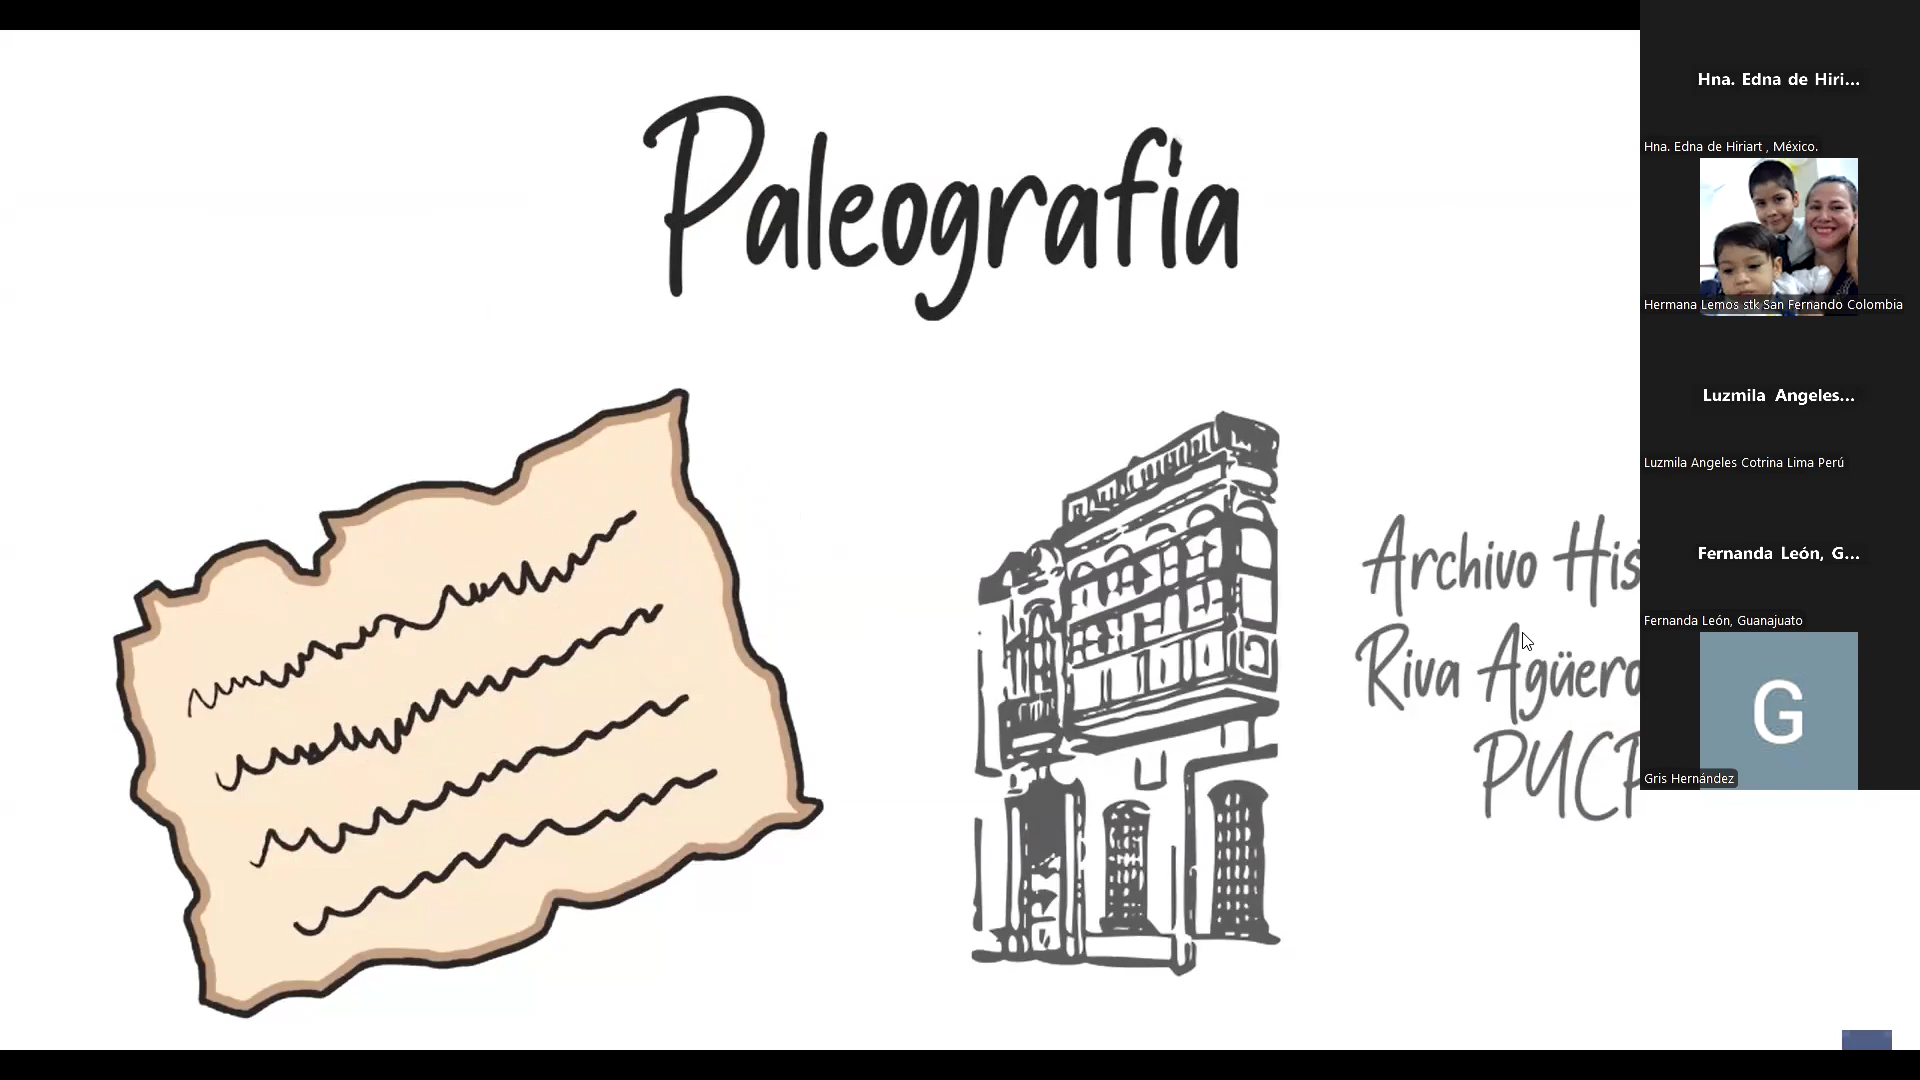 Paleografía
Archivo His
Riva Agüero
PUCP
Hna. Edna de Hiri...
Hna. Edna de Hiriart , México.
Hermana Lemos stk San Fernando Colombia
Luzmila Angeles...
Luzmila Angeles Cotrina Lima Perú
Fernanda León, G...
Fernanda León, Guanajuato
G
Gris Hernández